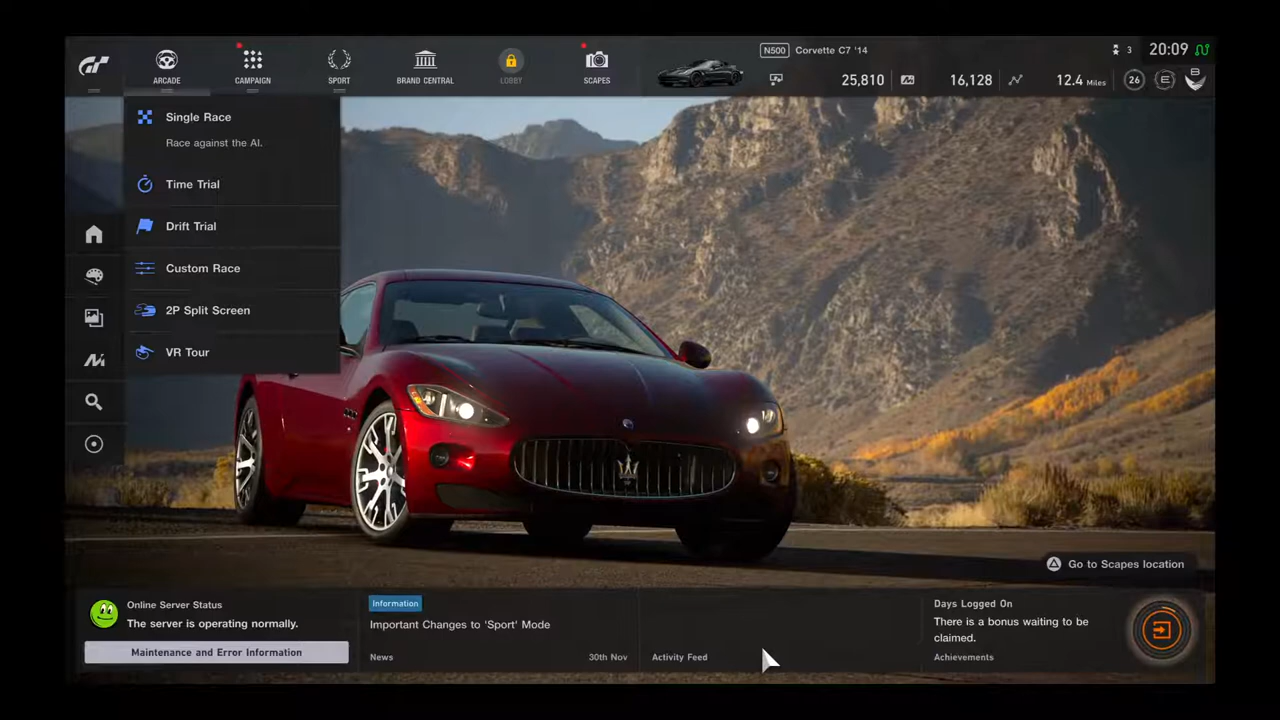 N500 Corvette C7 '14
3 20:09
ARCADE CAMPAIGN SPORT BRAND CENTRAL LOBBY SCAPES
25,810 16,128 12.4 Miles 26 E B
Single Race
Race against the AI.
Time Trial
Drift Trial
Custom Race
2P Split Screen
VR Tour
Go to Scapes location
Online Server Status
The server is operating normally.
Maintenance and Error Information
Information
Important Changes to 'Sport' Mode
News 30th Nov
Activity Feed
Days Logged On
There is a bonus waiting to be
claimed.
Achievements